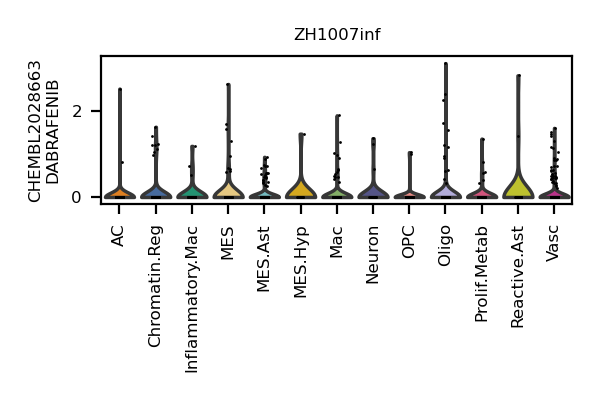 ZH1007inf
CHEMBL2028663
DABRAFENIB
2
0
AC
Chromatin.Reg
Inflammatory.Mac
MES
MES.Ast
MES.Hyp
Mac
Neuron
OPC
Oligo
Prolif.Metab
Reactive.Ast
Vasc